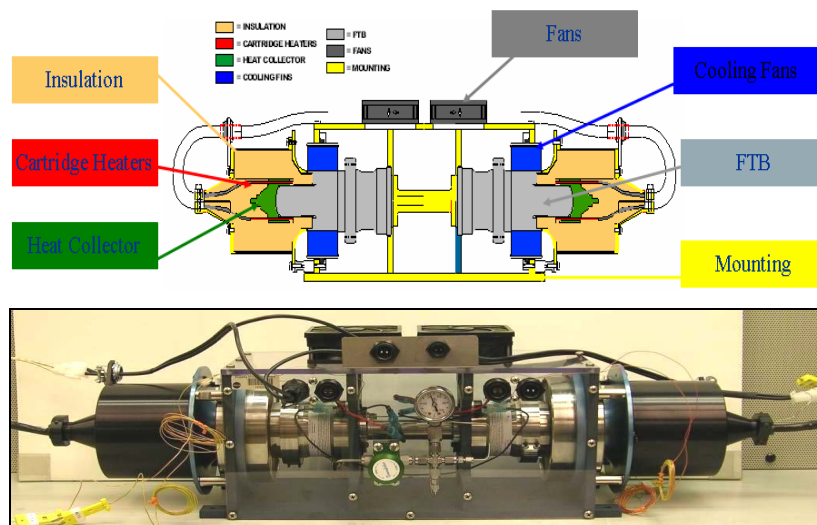 = INSULATION
= CARTRIDGE HEATERS
= HEAT COLLECTOR
= COOLING FINS
= FTB
= FANS
= MOUNTING
Fans
Insulation
Cooling Fans
Cartridge Heaters
FTB
Heat Collector
Mounting